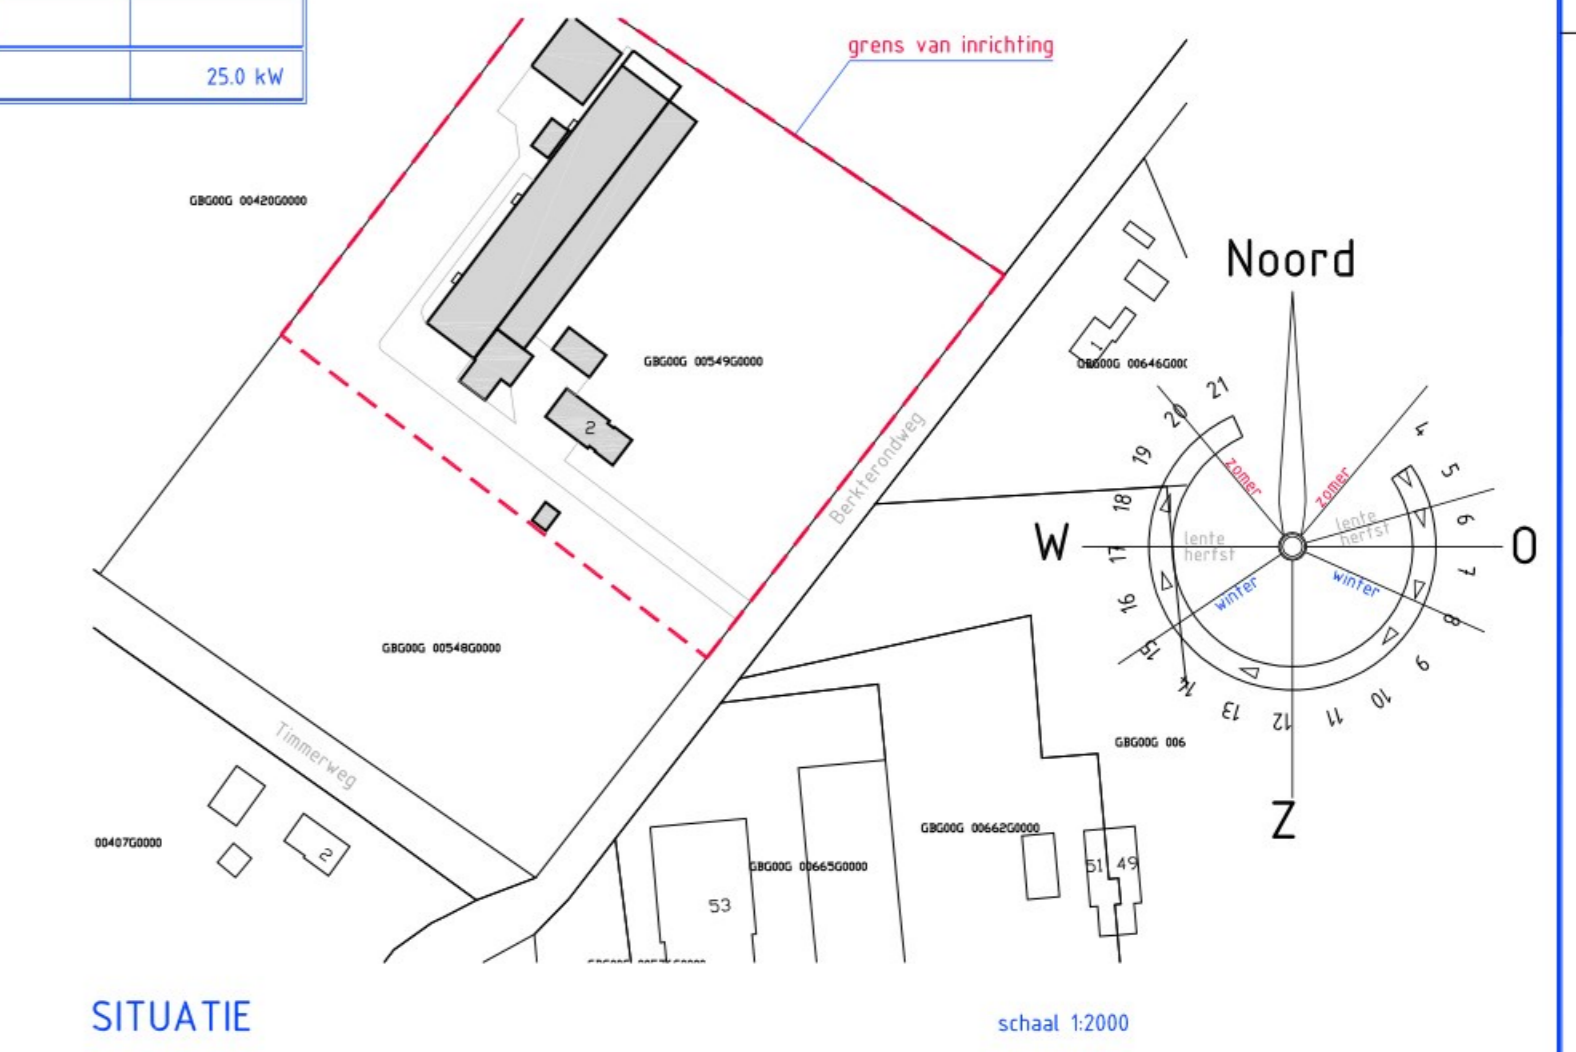 25.0 kW
grens van inrichting
GBG00G 00420G0000
Noord
GBG00G 00549G0000
1
GBG00G 00646G00
2
Berkterondweg
21
20
19
18
17
16
15
14
13
12
11
10
9
8
7
6
5
4
zomer
zomer
lente
herfst
lente
herfst
winter
winter
W
O
Z
GBG00G 00548G0000
Timmerweg
GBG00G 006
00407G0000
2
GBG00G 00662G0000
GBG00G 00665G0000
51
49
53
SITUATIE
schaal 1:2000